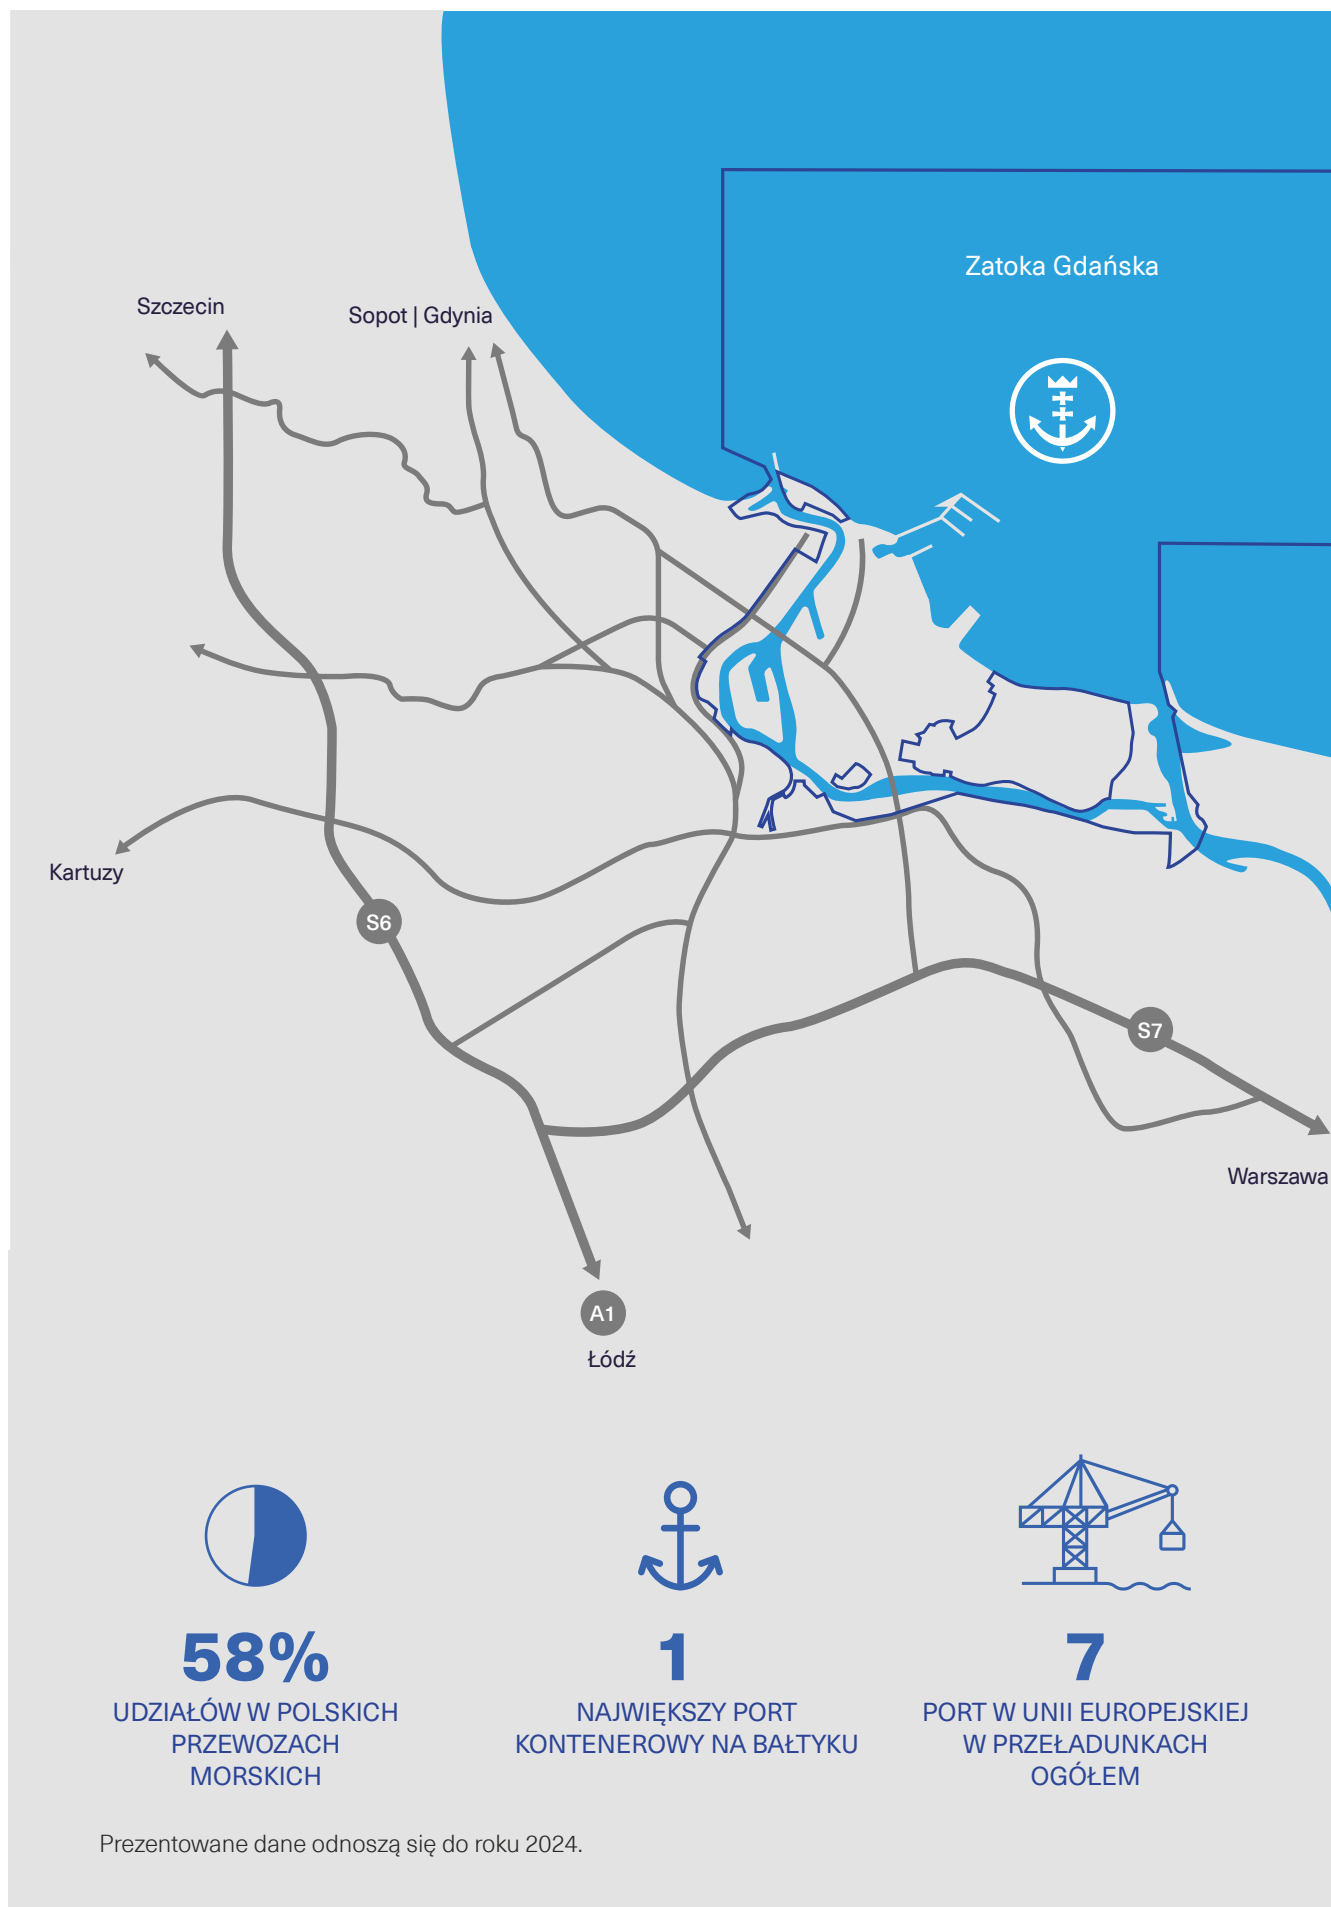 Zatoka Gdańska
Szczecin
Sopot | Gdynia
Kartuzy
S6
S7
Warszawa
A1
Łódź
58%
UDZIAŁÓW W POLSKICH
PRZEWOZACH
MORSKICH
1
NAJWIĘKSZY PORT
KONTENEROWY NA BAŁTYKU
7
PORT W UNII EUROPEJSKIEJ
W PRZEŁADUNKACH
OGÓŁEM
Prezentowane dane odnoszą się do roku 2024.